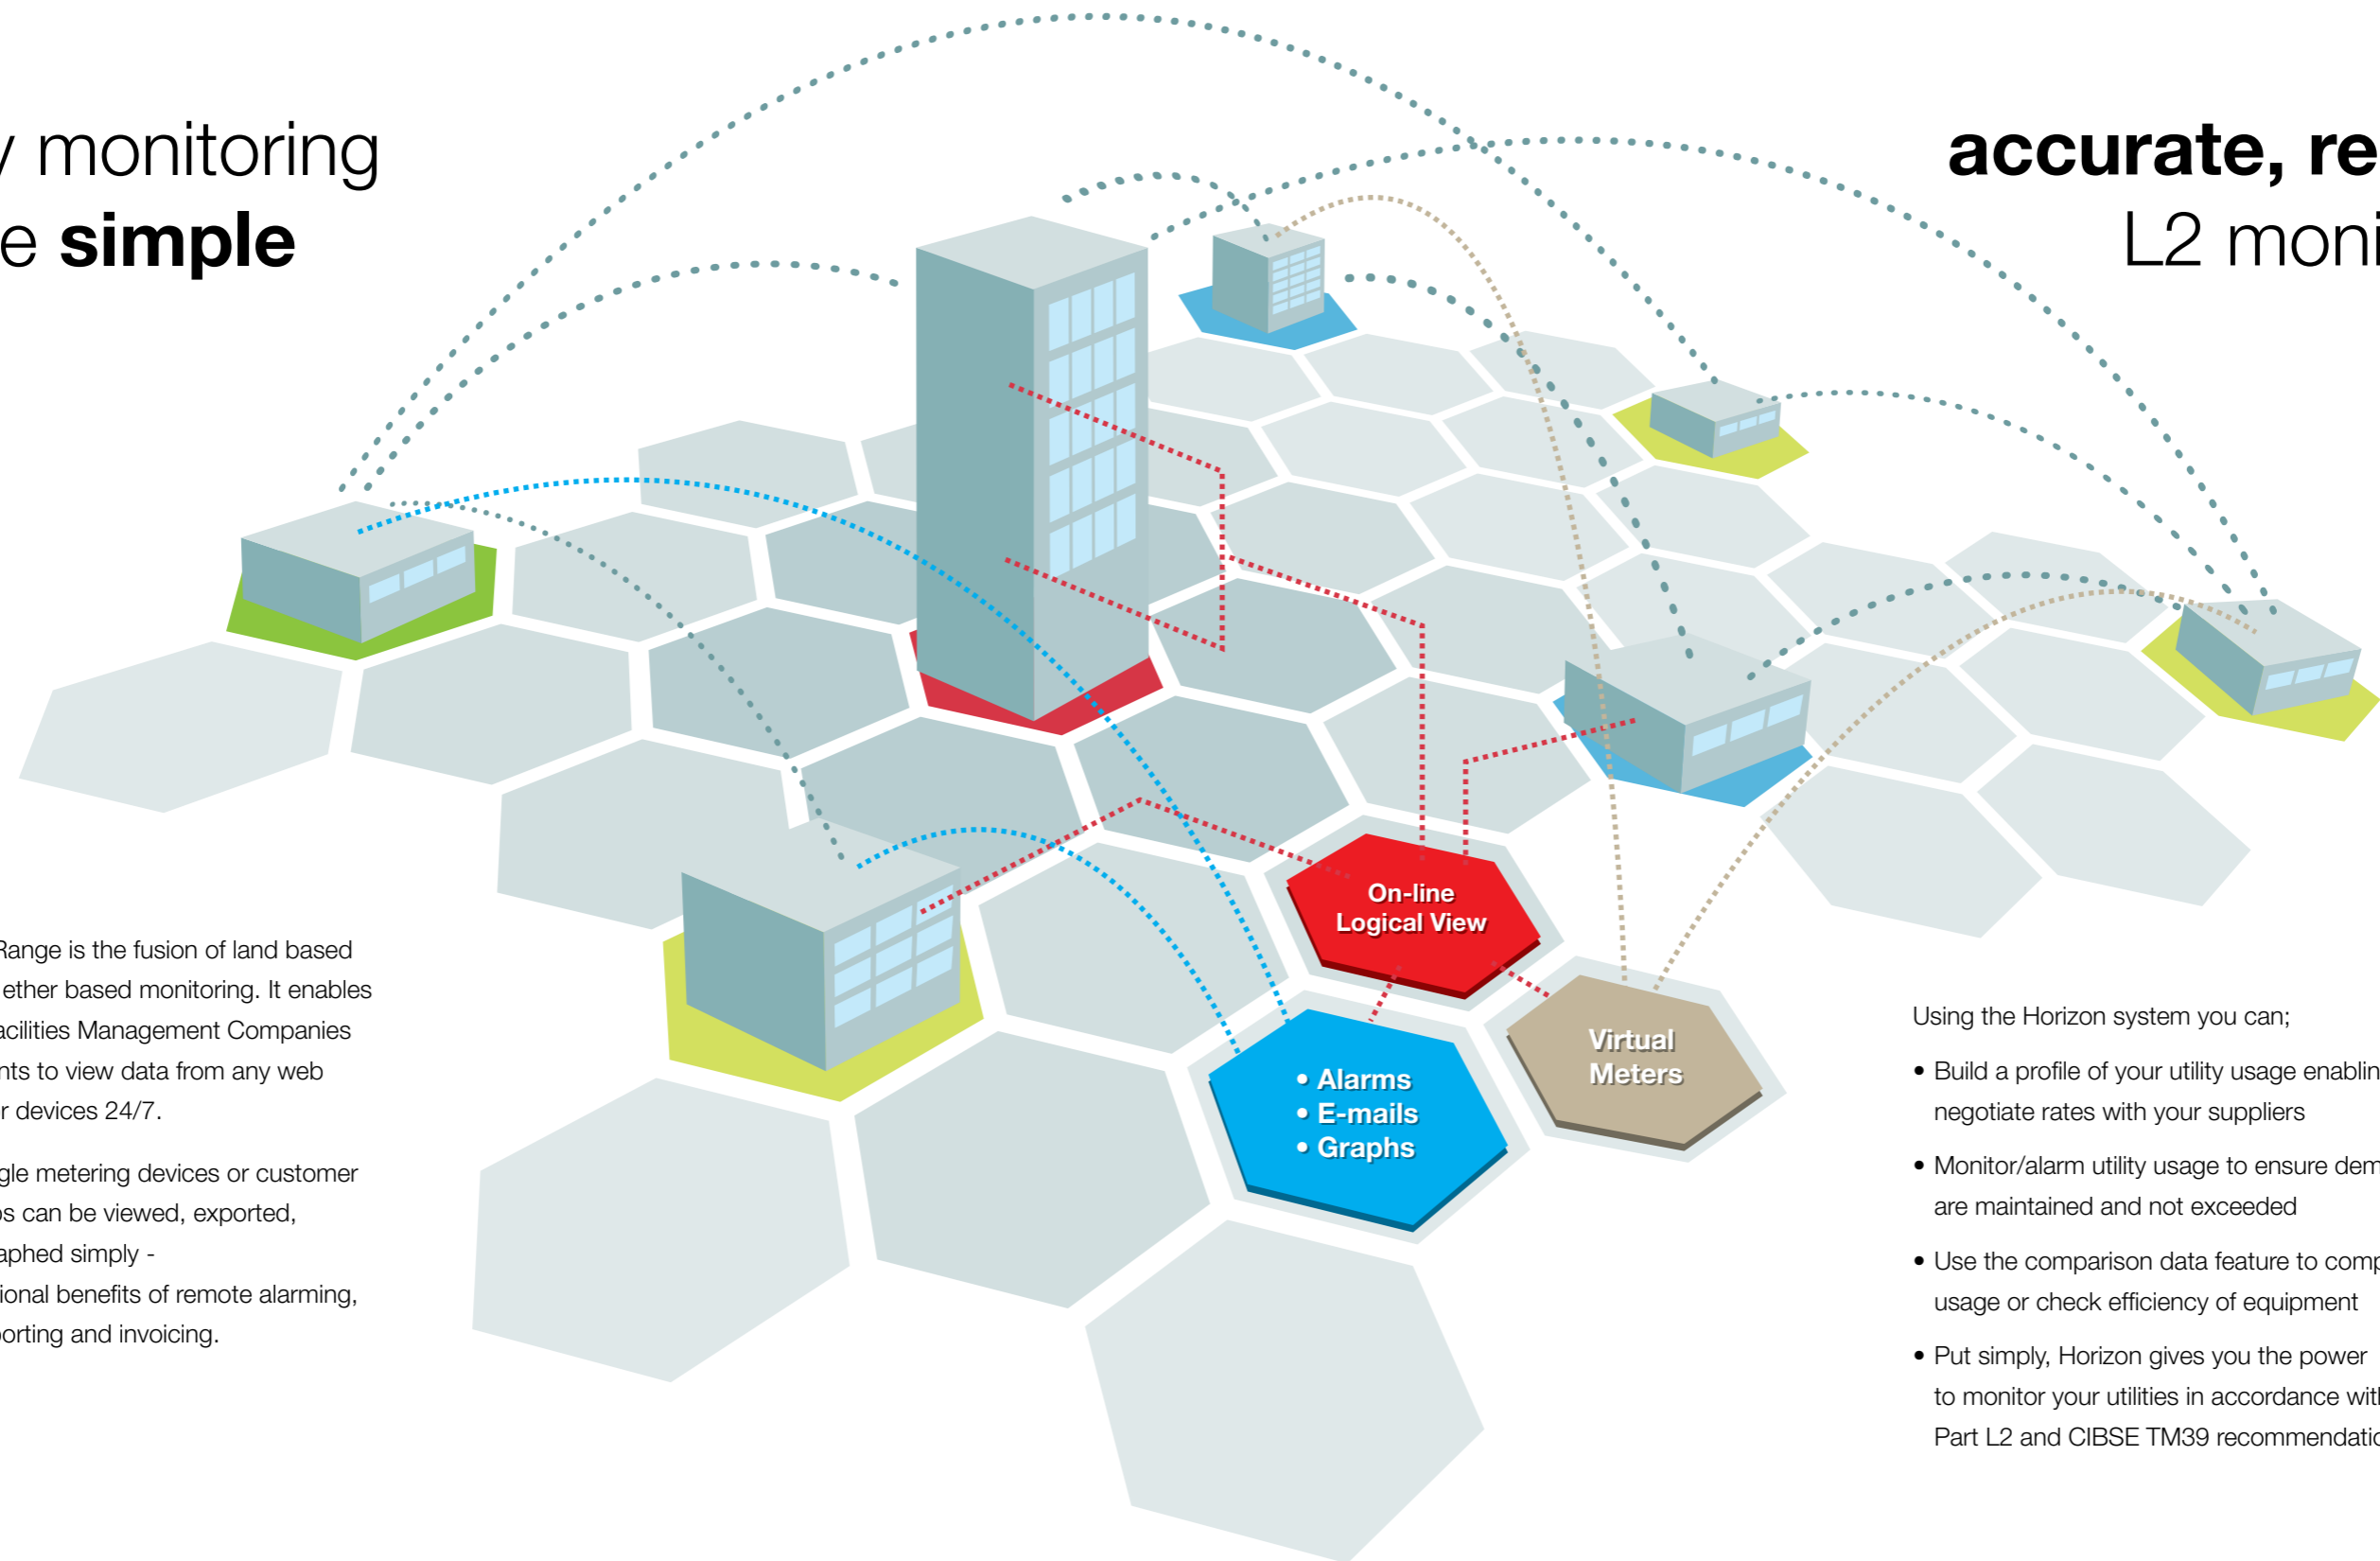 y monitoring
e simple
accurate, re
L2 moni
Range is the fusion of land based
ether based monitoring. It enables
acilities Management Companies
nts to view data from any web
r devices 24/7.
gle metering devices or customer
os can be viewed, exported,
aphed simply -
ional benefits of remote alarming,
orting and invoicing.
On-line
Logical View
Virtual
Meters
• Alarms
• E-mails
• Graphs
Using the Horizon system you can;
• Build a profile of your utility usage enablin
negotiate rates with your suppliers
• Monitor/alarm utility usage to ensure dem
are maintained and not exceeded
• Use the comparison data feature to comp
usage or check efficiency of equipment
• Put simply, Horizon gives you the power
to monitor your utilities in accordance with
Part L2 and CIBSE TM39 recommendatio